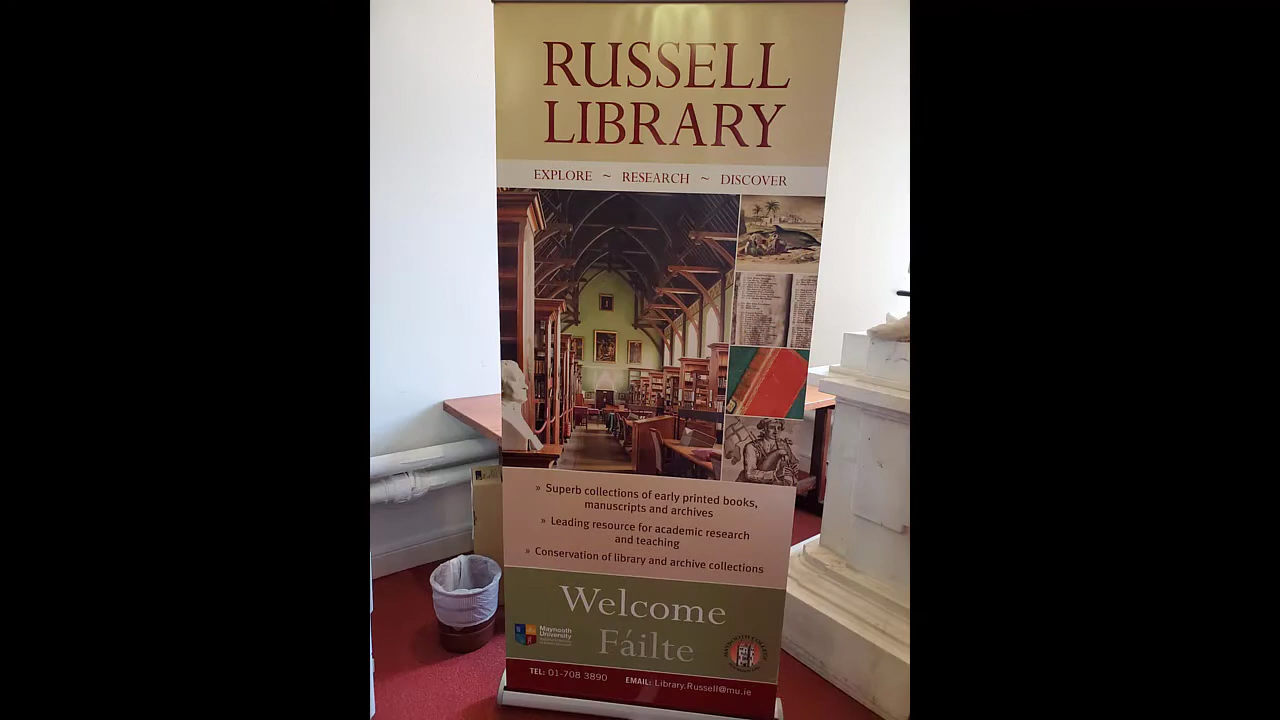 RUSSELL
LIBRARY
EXPLORE ~ RESEARCH ~ DISCOVER
» Superb collections of early printed books,
manuscripts and archives
» Leading resource for academic research
and teaching
» Conservation of library and archive collections
Welcome
Fáilte
Maynooth
University
MAYNOOTH COLLEGE
TEL: 01-708 3890 EMAIL: Library.Russell@mu.ie